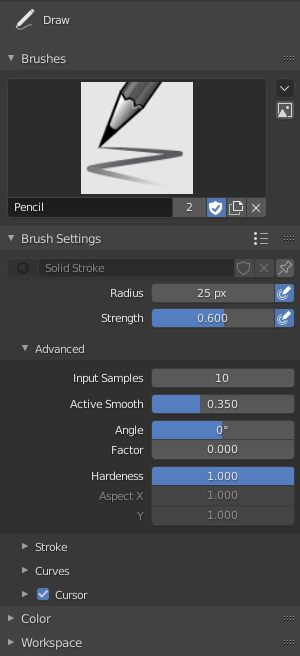 Draw
Brushes
Pencil 2
Brush Settings
Solid Stroke
Radius 25 px
Strength 0.600
Advanced
Input Samples 10
Active Smooth 0.350
Angle 0°
Factor 0.000
Hardeness 1.000
Aspect X 1.000
Y 1.000
Stroke
Curves
Cursor
Color
Workspace